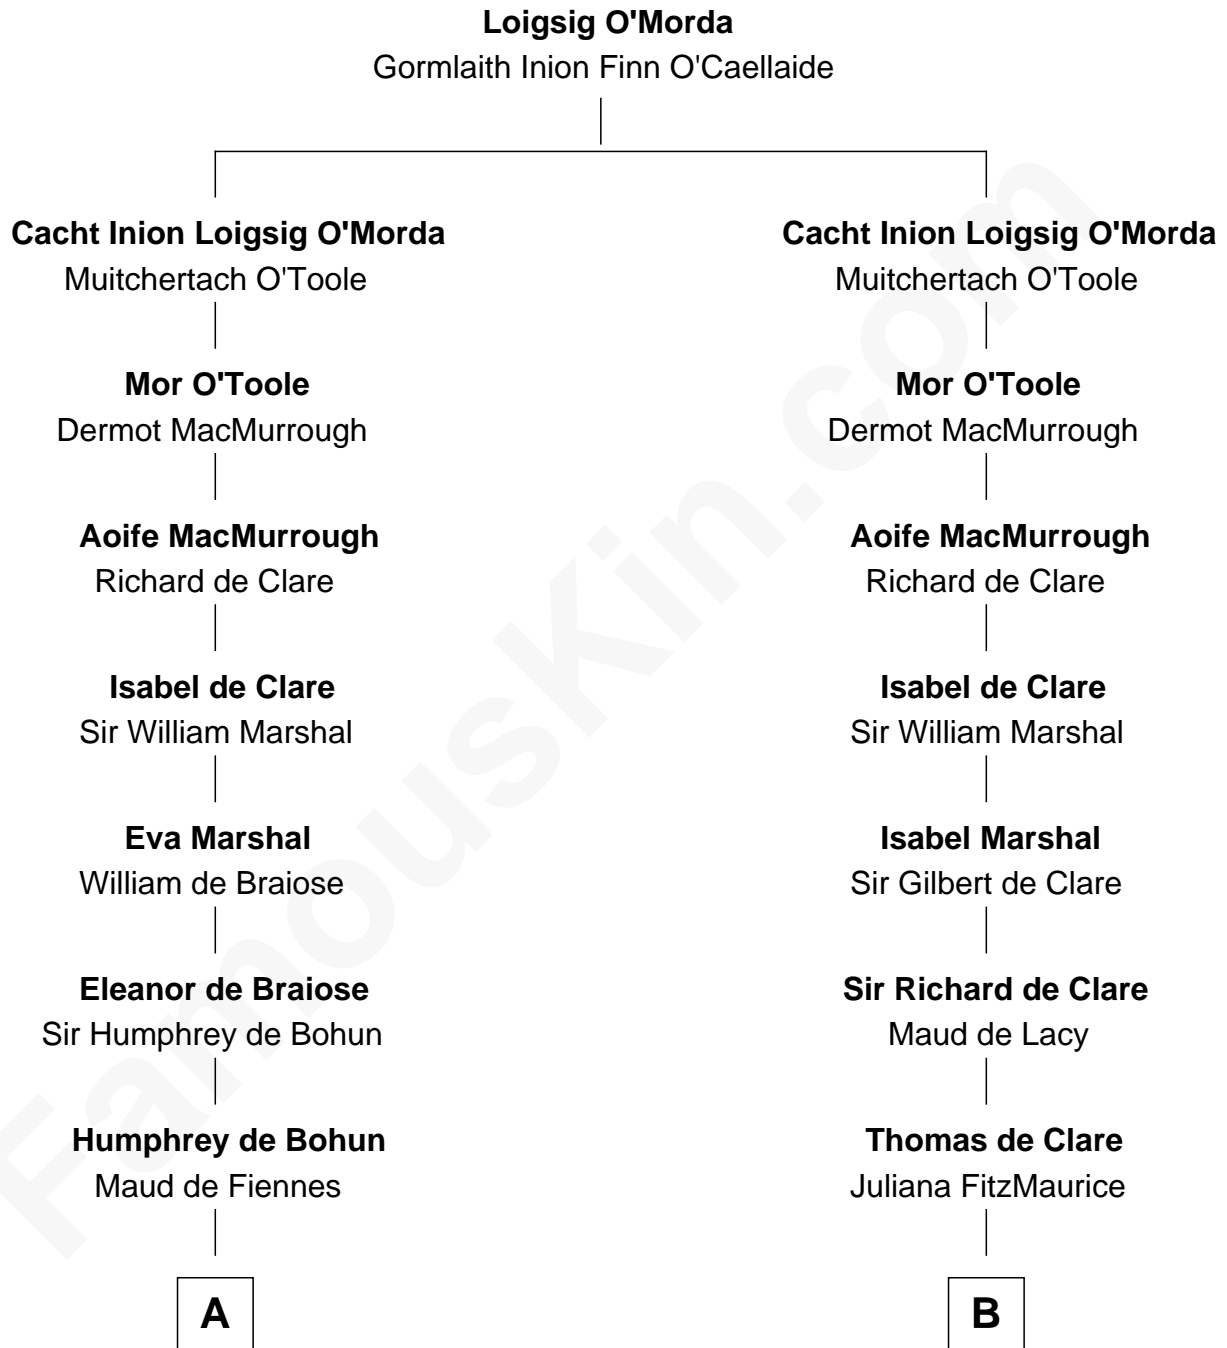 Loigsig O'Morda
Gormlaith Inion Finn O'Caellaide
Cacht Inion Loigsig O'Morda
Muitchertach O'Toole
Mor O'Toole
Dermot MacMurrough
Aoife MacMurrough
Richard de Clare
Isabel de Clare
Sir William Marshal
Eva Marshal
William de Braiose
Eleanor de Braiose
Sir Humphrey de Bohun
Humphrey de Bohun
Maud de Fiennes
A
Cacht Inion Loigsig O'Morda
Muitchertach O'Toole
Mor O'Toole
Dermot MacMurrough
Aoife MacMurrough
Richard de Clare
Isabel de Clare
Sir William Marshal
Isabel Marshal
Sir Gilbert de Clare
Sir Richard de Clare
Maud de Lacy
Thomas de Clare
Juliana FitzMaurice
B
FamousKin.com